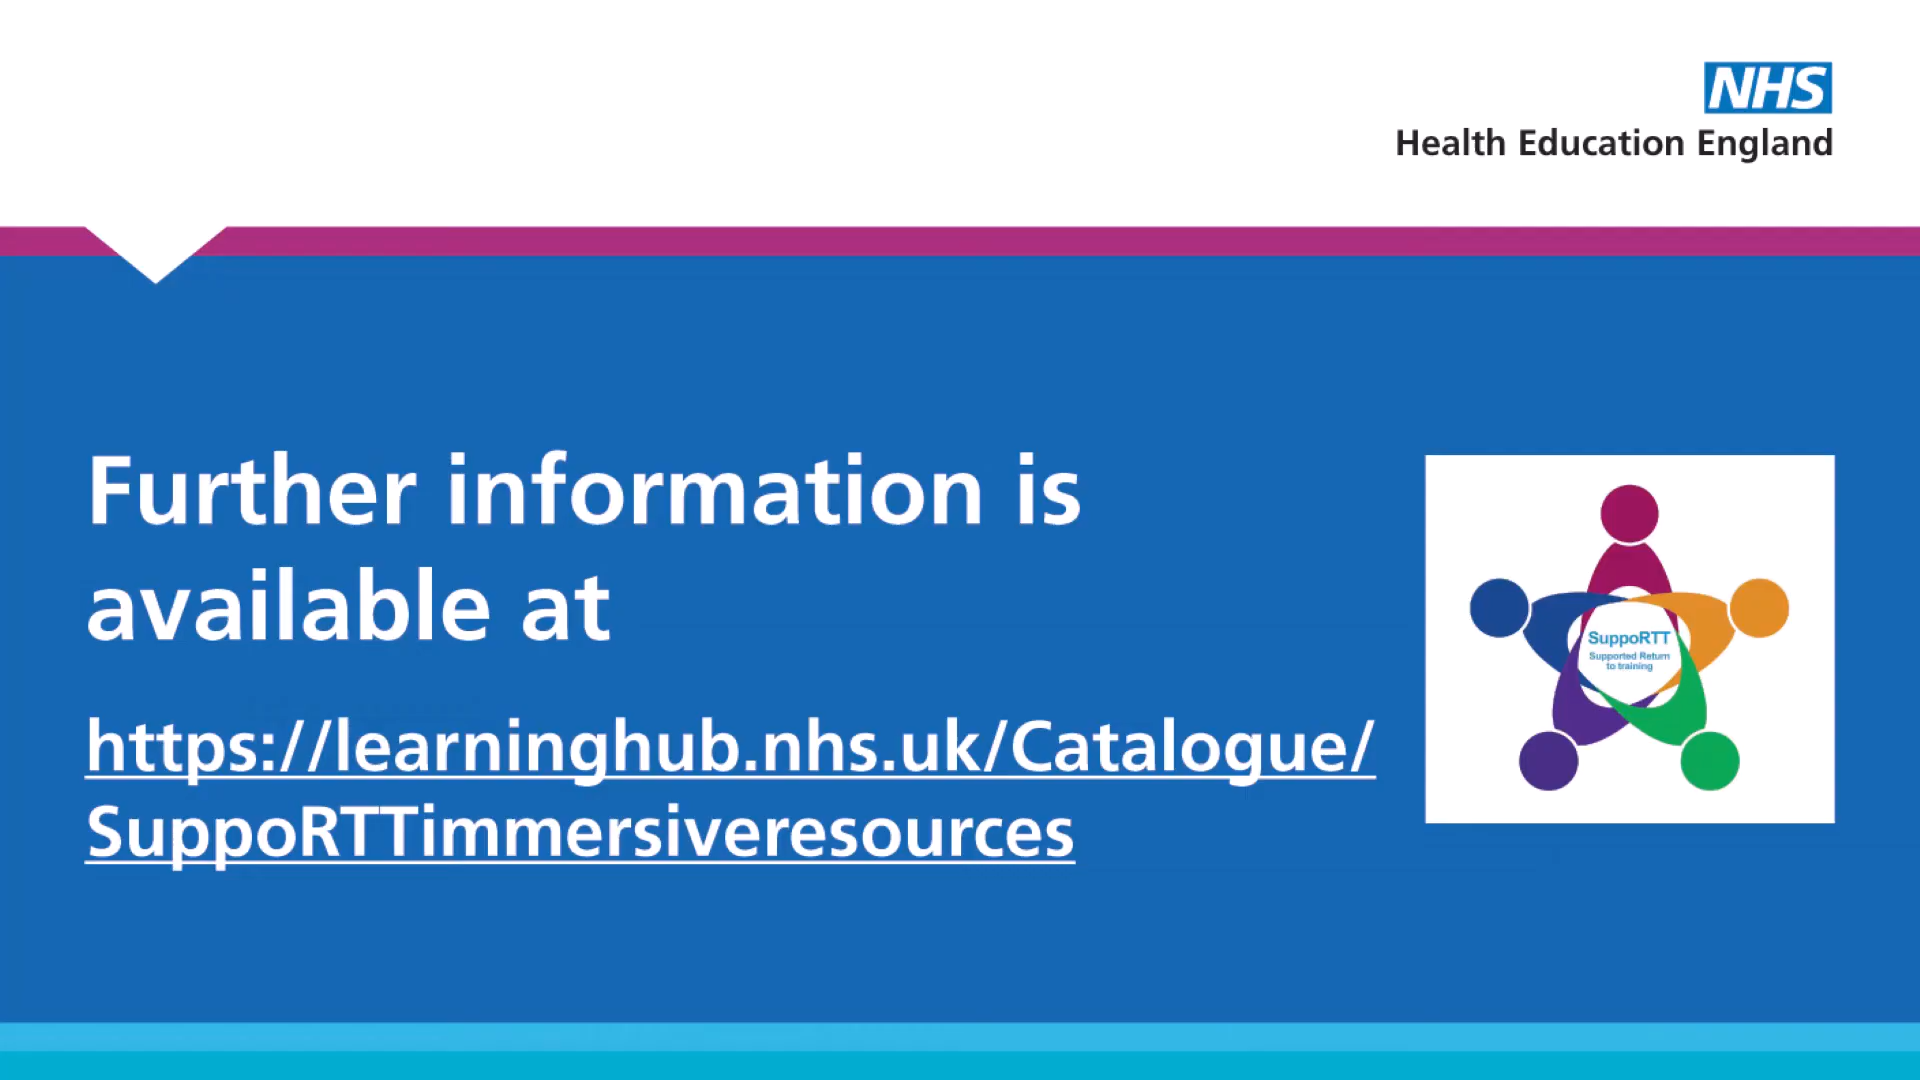 NHS
Health Education England
Further information is
available at
https://learninghub.nhs.uk/Catalogue/
SuppoRTTimmersiveresources
SuppoRTT
Supported Return
to training